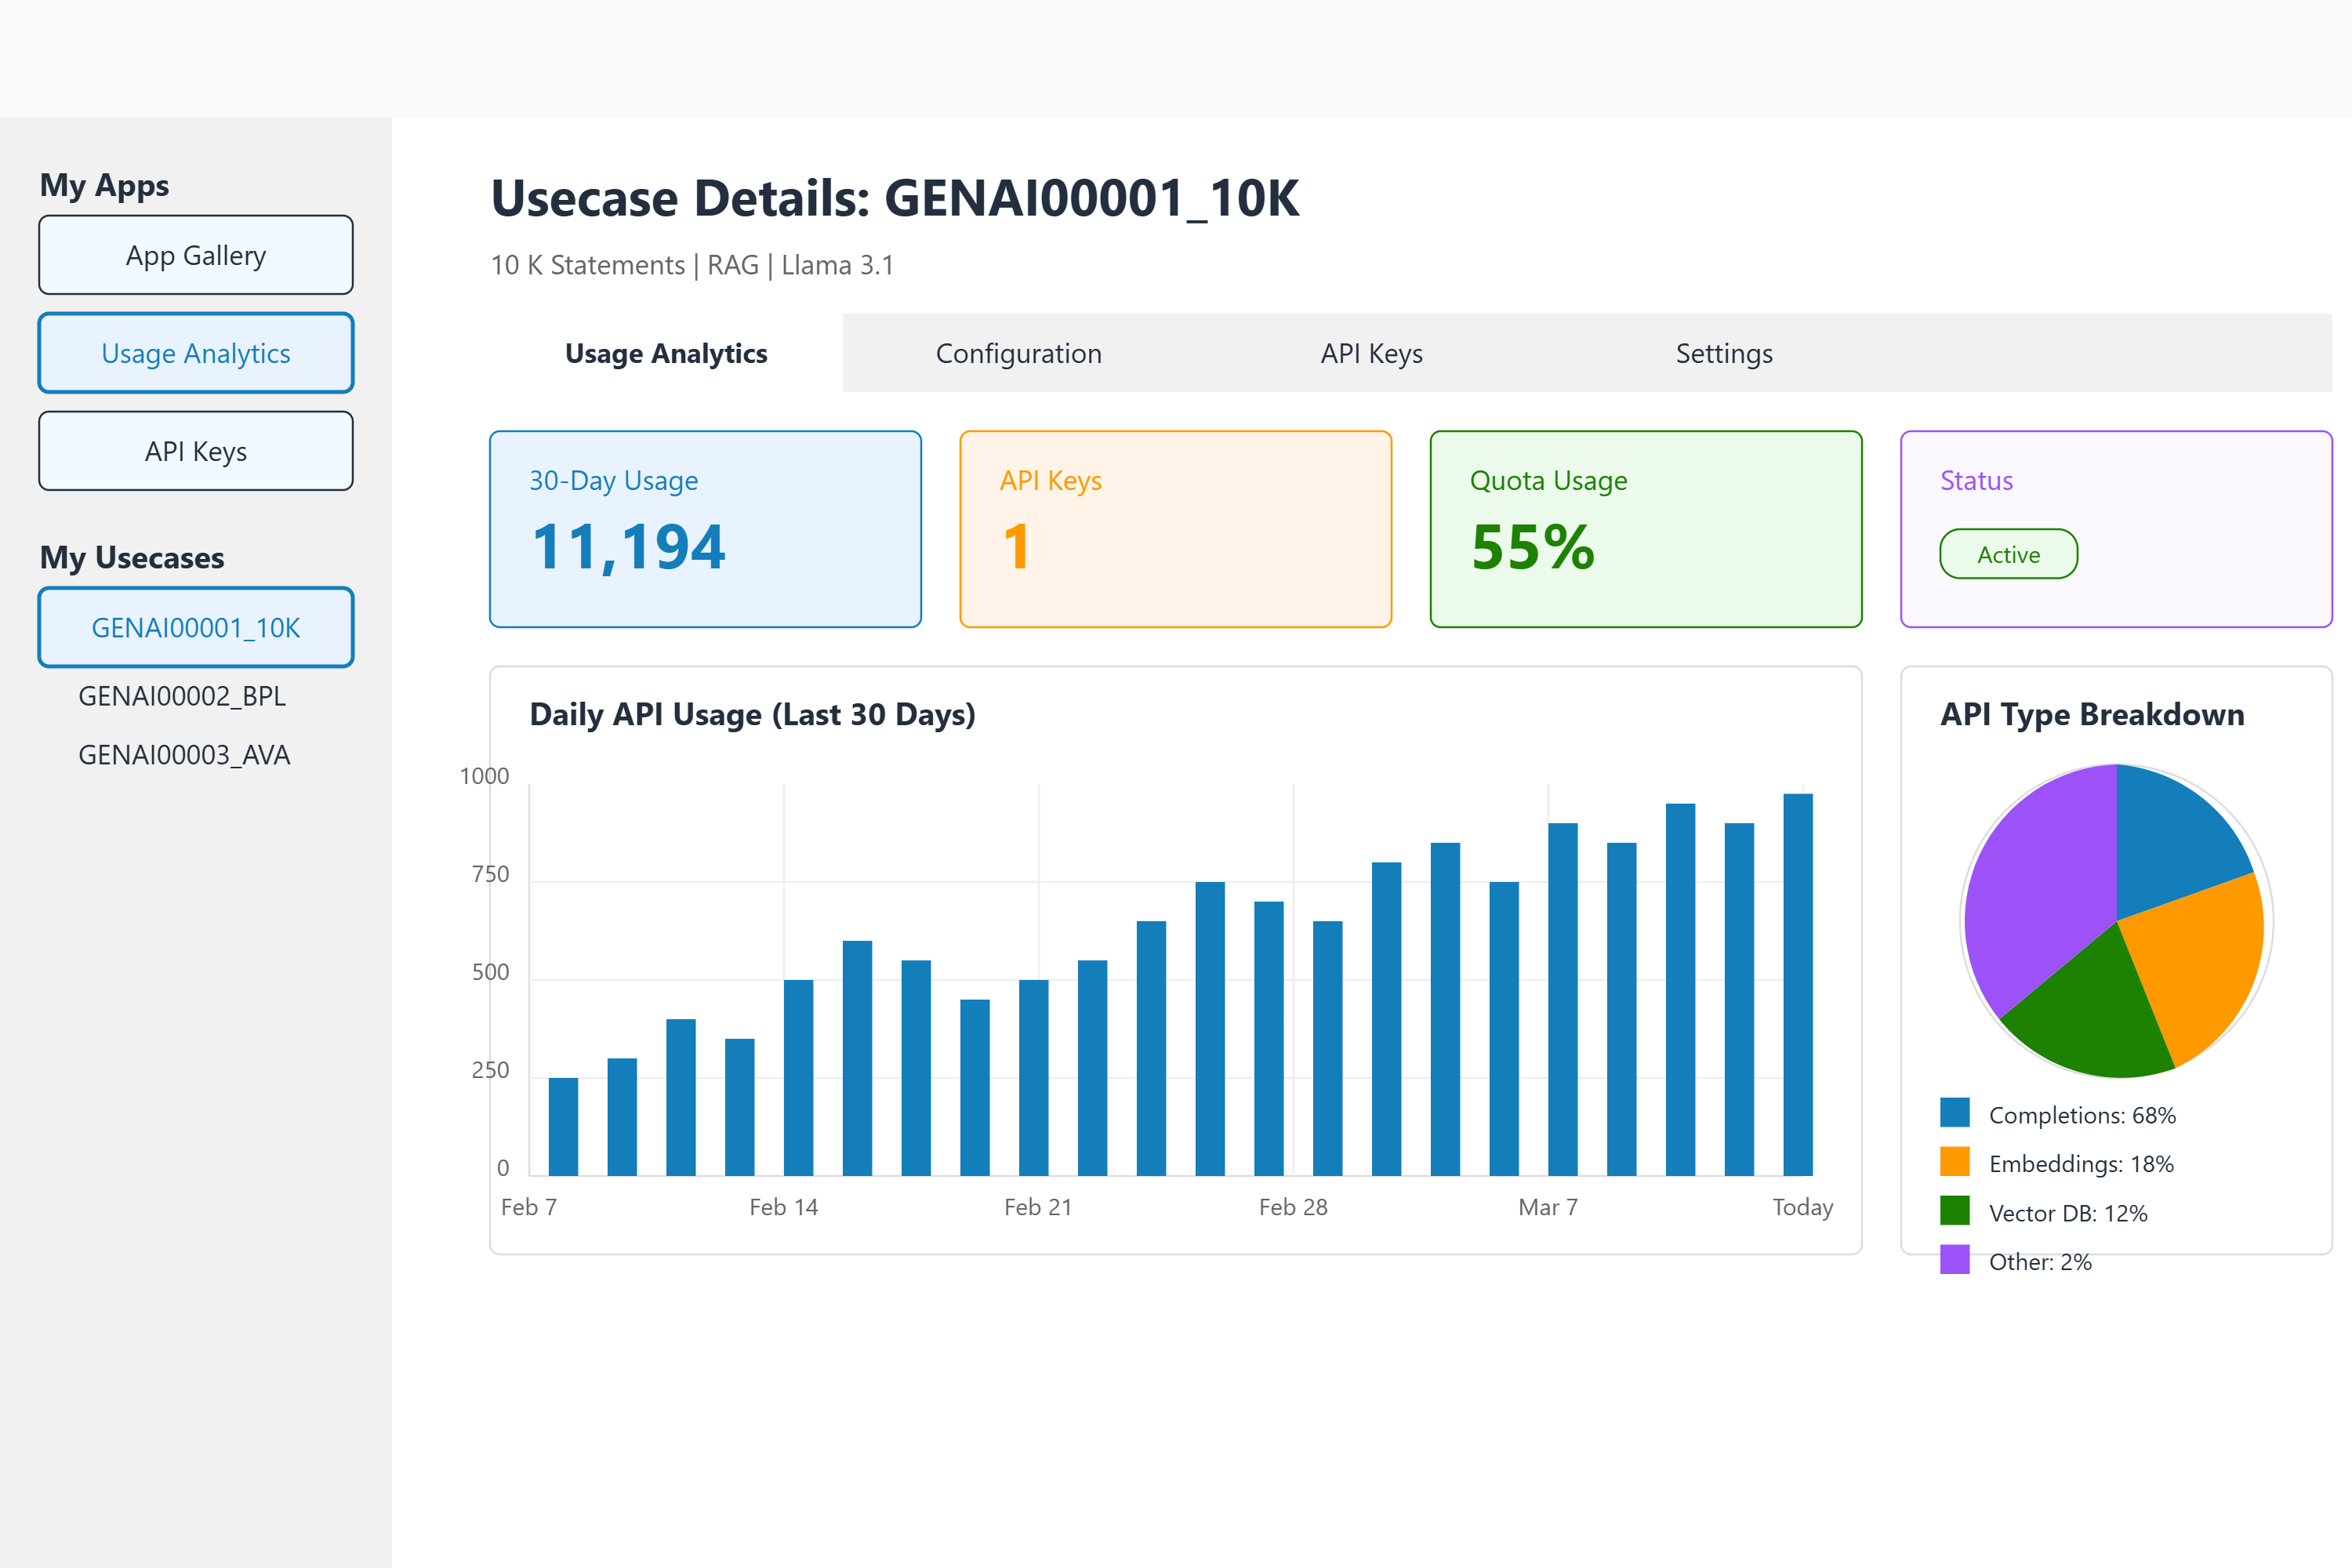 My Apps
App Gallery
Usage Analytics
API Keys
My Usecases
GENAI00001_10K
GENAI00002_BPL
GENAI00003_AVA
Usecase Details: GENAI00001_10K
10 K Statements | RAG | Llama 3.1
Usage Analytics
Configuration
API Keys
Settings
30-Day Usage
11,194
API Keys
1
Quota Usage
55%
Status
Active
Daily API Usage (Last 30 Days)
1000
750
500
250
0
Feb 7
Feb 14
Feb 21
Feb 28
Mar 7
Today
API Type Breakdown
Completions: 68%
Embeddings: 18%
Vector DB: 12%
Other: 2%